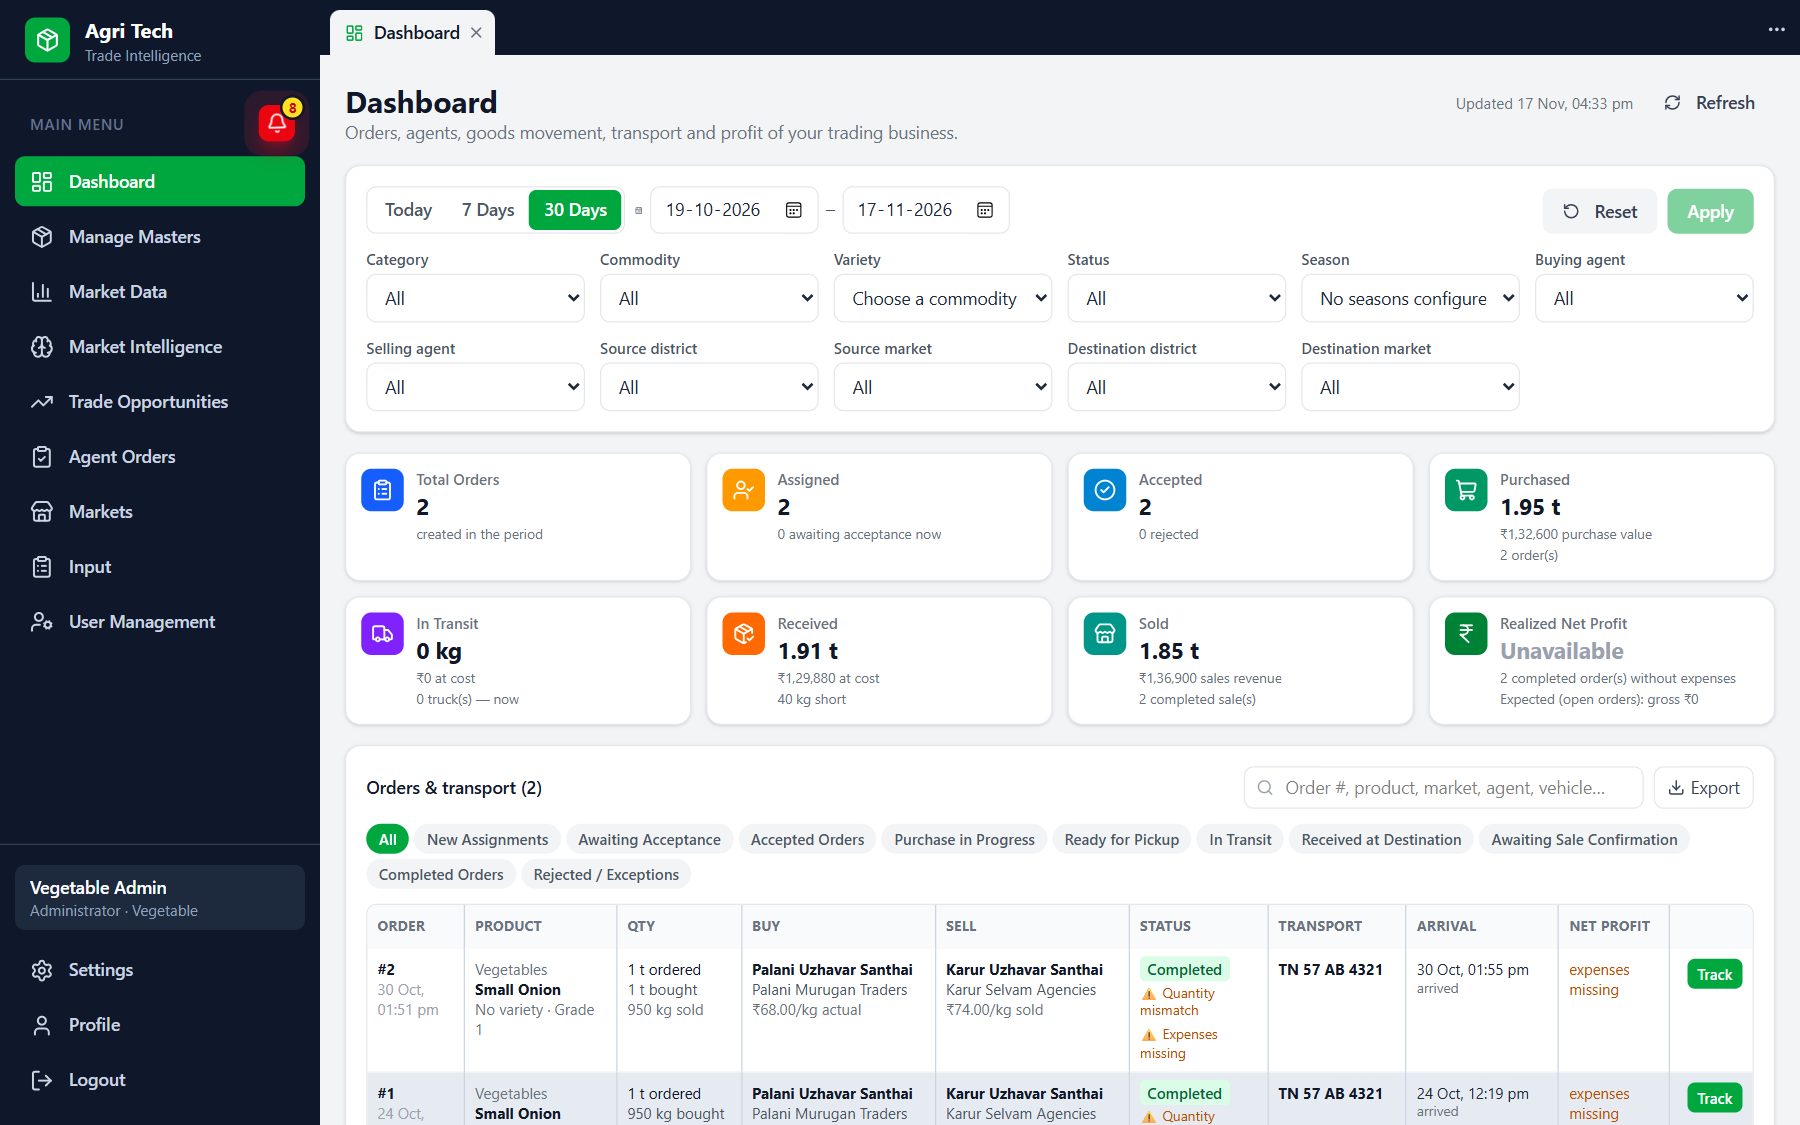 Agri Tech
Trade Intelligence
MAIN MENU
8
Dashboard
Manage Masters
Market Data
Market Intelligence
Trade Opportunities
Agent Orders
Markets
Input
User Management
Vegetable Admin
Administrator · Vegetable
Settings
Profile
Logout
Dashboard
Dashboard
Orders, agents, goods movement, transport and profit of your trading business.
Updated 17 Nov, 04:33 pm
Refresh
Today 7 Days 30 Days 19-10-2026 – 17-11-2026 Reset Apply
Category Commodity Variety Status Season Buying agent
All All Choose a commodity All No seasons configure All
Selling agent Source district Source market Destination district Destination market
All All All All All
Total Orders
2
created in the period
Assigned
2
0 awaiting acceptance now
Accepted
2
0 rejected
Purchased
1.95 t
₹1,32,600 purchase value
2 order(s)
In Transit
0 kg
₹0 at cost
0 truck(s) — now
Received
1.91 t
₹1,29,880 at cost
40 kg short
Sold
1.85 t
₹1,36,900 sales revenue
2 completed sale(s)
Realized Net Profit
Unavailable
2 completed order(s) without expenses
Expected (open orders): gross ₹0
Orders & transport (2)
Order #, product, market, agent, vehicle...
Export
All New Assignments Awaiting Acceptance Accepted Orders Purchase in Progress Ready for Pickup In Transit Received at Destination Awaiting Sale Confirmation
Completed Orders Rejected / Exceptions
ORDER PRODUCT QTY BUY SELL STATUS TRANSPORT ARRIVAL NET PROFIT
#2
30 Oct,
01:51 pm
Vegetables
Small Onion
No variety · Grade
1
1 t ordered
1 t bought
950 kg sold
Palani Uzhavar Santhai
Palani Murugan Traders
₹68.00/kg actual
Karur Uzhavar Santhai
Karur Selvam Agencies
₹74.00/kg sold
Completed
Quantity
mismatch
Expenses
missing
TN 57 AB 4321
30 Oct, 01:55 pm
arrived
expenses
missing
Track
#1
24 Oct,
Vegetables
Small Onion
1 t ordered
950 kg bought
Palani Uzhavar Santhai
Palani Murugan Traders
Karur Uzhavar Santhai
Karur Selvam Agencies
Completed
Quantity
TN 57 AB 4321
24 Oct, 12:19 pm
arrived
expenses
missing
Track